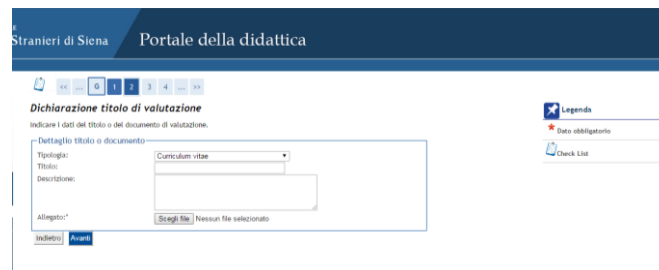 Stranieri di Siena
Portale della didattica
<< ... G 1 2 3 4 ... >>
Dichiarazione titolo di valutazione
Indicare i dati del titolo o del documento di valutazione.
Dettaglio titolo o documento
Tipologia: Curriculum vitae
Titolo:
Descrizione:
Allegato:* Scegli file Nessun file selezionato
Indietro Avanti
Legenda
* Dato obbligatorio
Check List